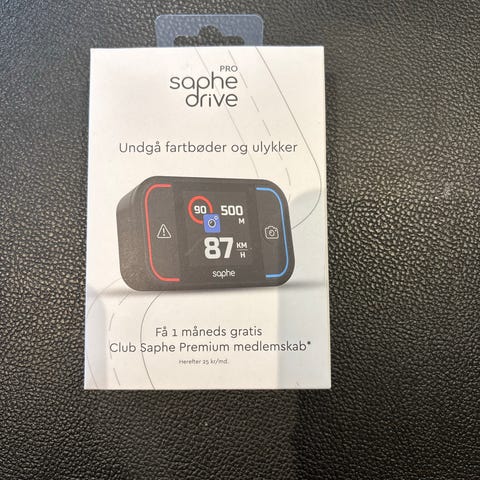 PRO
saphe
drive
Undgå fartbøder og ulykker
90 500
M
87 KM
H
saphe
Få 1 måneds gratis
Club Saphe Premium medlemskab*
Herefter 25 kr/md.